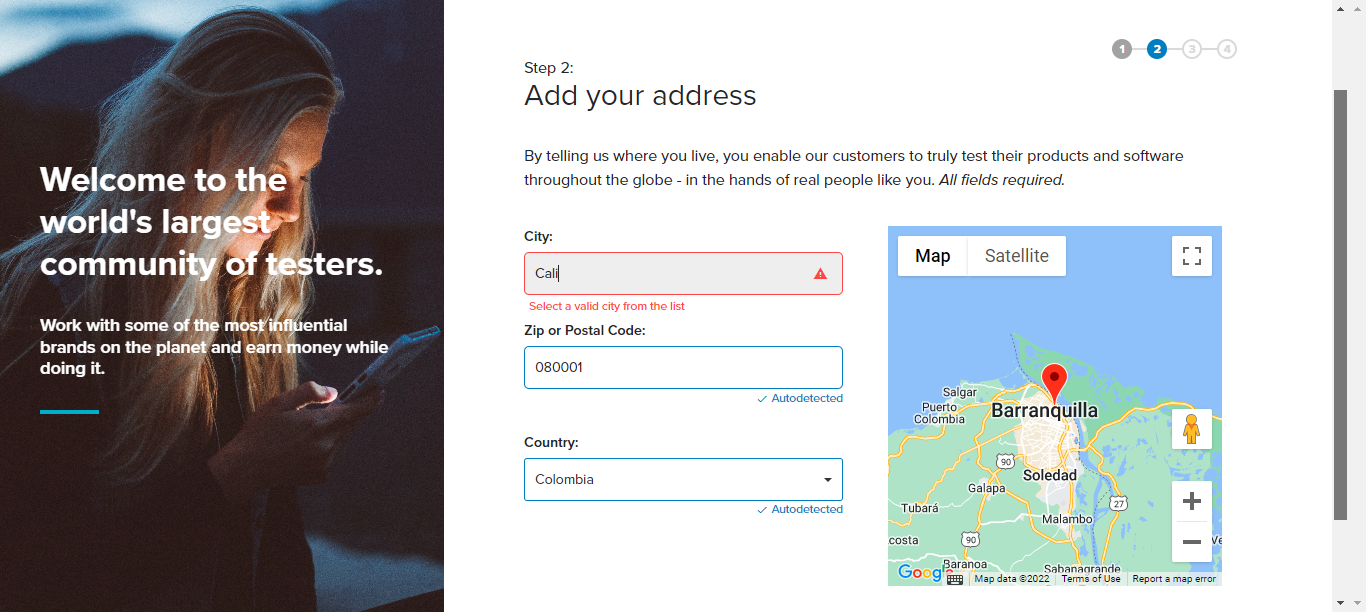 Welcome to the
world's largest
community of testers.
Work with some of the most influential
brands on the planet and earn money while
doing it.
1
2
3
4
Step 2:
Add your address
By telling us where you live, you enable our customers to truly test their products and software
throughout the globe - in the hands of real people like you. All fields required.
City:
Cali
Select a valid city from the list
Zip or Postal Code:
080001
Autodetected
Country:
Colombia
Autodetected
Map
Satellite
Salgar
Puerto
Colombia
Barranquilla
90
Soledad
Galapa
27
Tubará
Malambo
costa
90
Baranoa
Sabanagrande
Ve
Google
Map data ©2022
Terms of Use
Report a map error